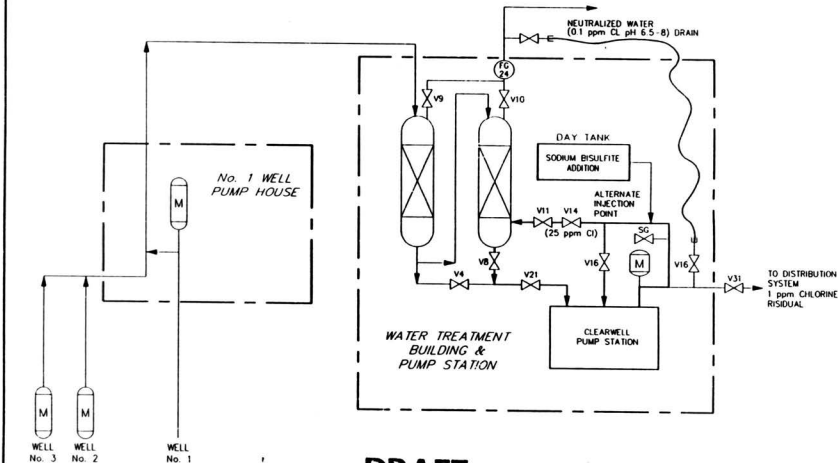 NEUTRALIZED WATER
(0.1 ppm CL pH 6.5-8) DRAIN
FG
24
V9
V10
DAY TANK
SODIUM BISULFITE
ADDITION
No. 1 WELL
PUMP HOUSE
M
ALTERNATE
INJECTION
POINT
V11
V14
(25 ppm Cl)
SG
M
V8
V16
V16
V4
V21
V31
TO DISTRIBUTION
SYSTEM
1 ppm CHLORINE
RISIDUAL
CLEARWELL
PUMP STATION
WATER TREATMENT
BUILDING &
PUMP STATION
M
M
WELL
No. 3
WELL
No. 2
WELL
No. 1